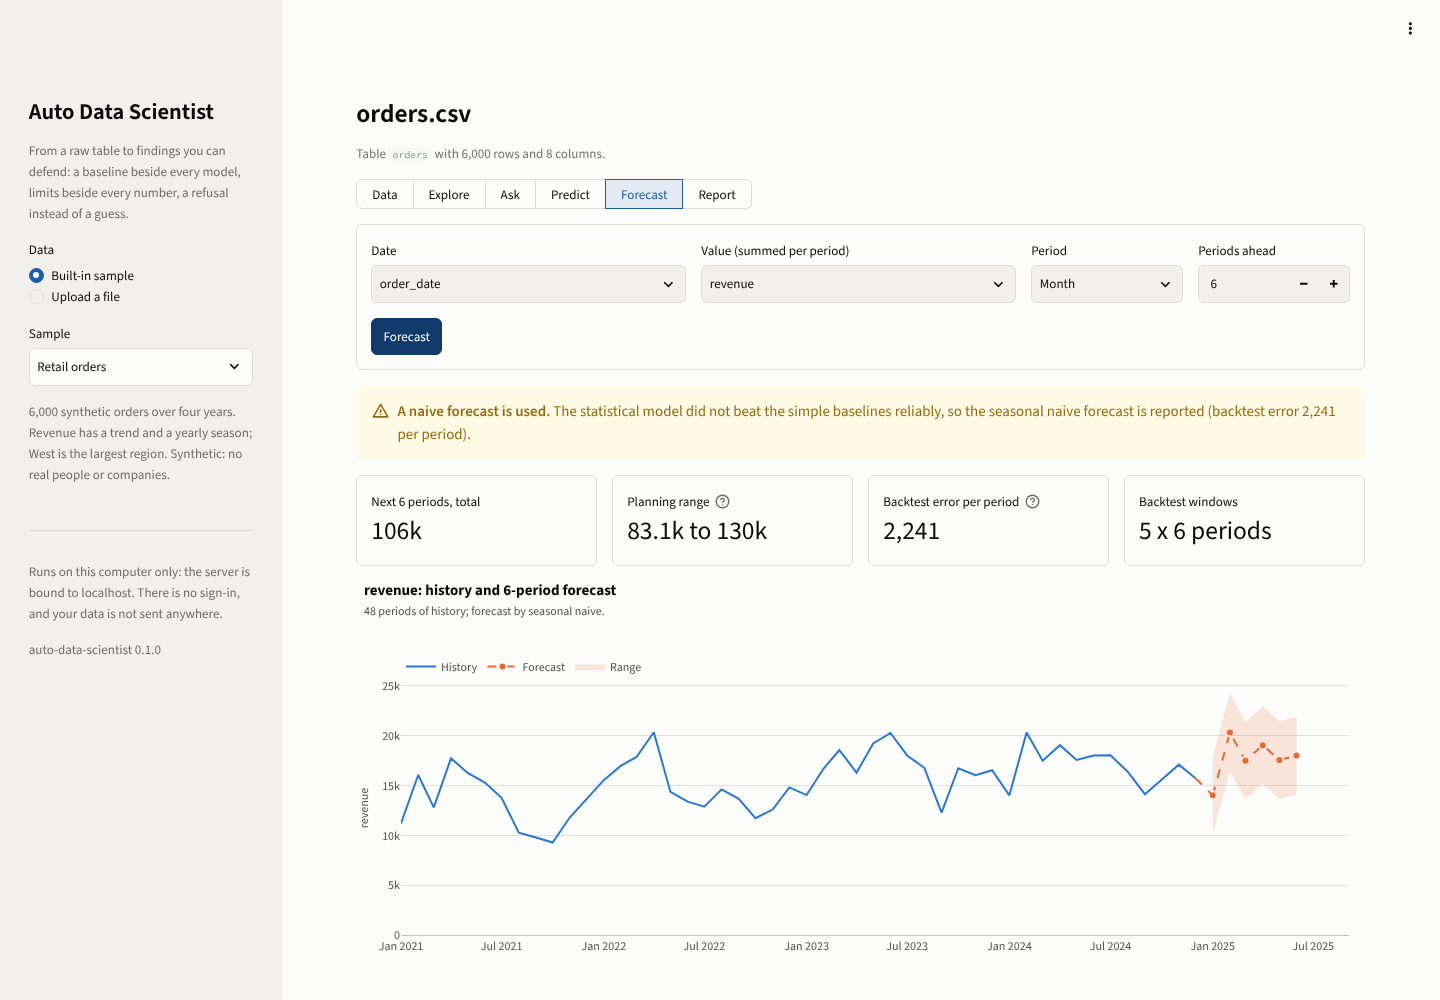 Auto Data Scientist
From a raw table to findings you can
defend: a baseline beside every model,
limits beside every number, a refusal
instead of a guess.
Data
Built-in sample
Upload a file
Sample
Retail orders
6,000 synthetic orders over four years.
Revenue has a trend and a yearly season;
West is the largest region. Synthetic: no
real people or companies.
Runs on this computer only: the server is
bound to localhost. There is no sign-in,
and your data is not sent anywhere.
auto-data-scientist 0.1.0
orders.csv
Table orders with 6,000 rows and 8 columns.
Data Explore Ask Predict Forecast Report
Date Value (summed per period) Period Periods ahead
order_date revenue Month 6
Forecast
A naive forecast is used. The statistical model did not beat the simple baselines reliably, so the seasonal naive forecast is reported (backtest error 2,241
per period).
Next 6 periods, total Planning range Backtest error per period Backtest windows
106k 83.1k to 130k 2,241 5 x 6 periods
revenue: history and 6-period forecast
48 periods of history; forecast by seasonal naive.
History Forecast Range
25k
20k
15k
10k
5k
0
revenue
Jan 2021 Jul 2021 Jan 2022 Jul 2022 Jan 2023 Jul 2023 Jan 2024 Jul 2024 Jan 2025 Jul 2025